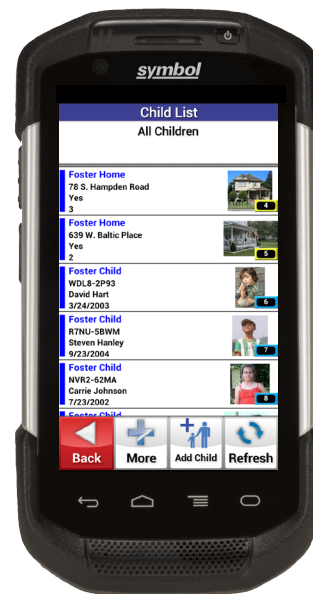 symbol
Child List
All Children
Foster Home
78 S. Hampden Road
Yes
3
4
Foster Home
639 W. Baltic Place
Yes
2
5
Foster Child
WDL8-2P93
David Hart
3/24/2003
6
Foster Child
R7NU-5BWM
Steven Hanley
9/23/2004
7
Foster Child
NVR2-62MA
Carrie Johnson
7/23/2002
8
Foster Child
Back
More
Add Child
Refresh